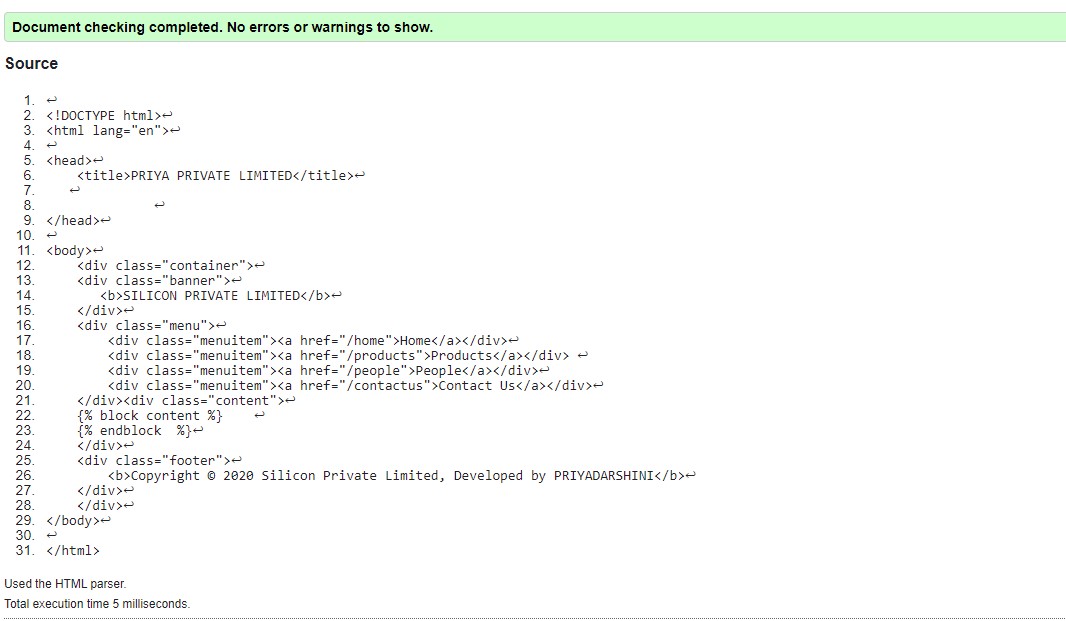 Document checking completed. No errors or warnings to show.
Source
1. ↩
2. <!DOCTYPE html>↩
3. <html lang="en">↩
4. ↩
5. <head>↩
6.     <title>PRIYA PRIVATE LIMITED</title>↩
7.    ↩
8.               ↩
9. </head>↩
10. ↩
11. <body>↩
12.     <div class="container">↩
13.     <div class="banner">↩
14.        <b>SILICON PRIVATE LIMITED</b>↩
15.     </div>↩
16.     <div class="menu">↩
17.         <div class="menuitem"><a href="/home">Home</a></div>↩
18.         <div class="menuitem"><a href="/products">Products</a></div> ↩
19.         <div class="menuitem"><a href="/people">People</a></div>↩
20.         <div class="menuitem"><a href="/contactus">Contact Us</a></div>↩
21.     </div><div class="content">↩
22.     {% block content %}    ↩
23.     {% endblock  %}↩
24.     </div>↩
25.     <div class="footer">↩
26.         <b>Copyright © 2020 Silicon Private Limited, Developed by PRIYADARSHINI</b>↩
27.     </div>↩
28.     </div>↩
29. </body>↩
30. ↩
31. </html>
Used the HTML parser.
Total execution time 5 milliseconds.